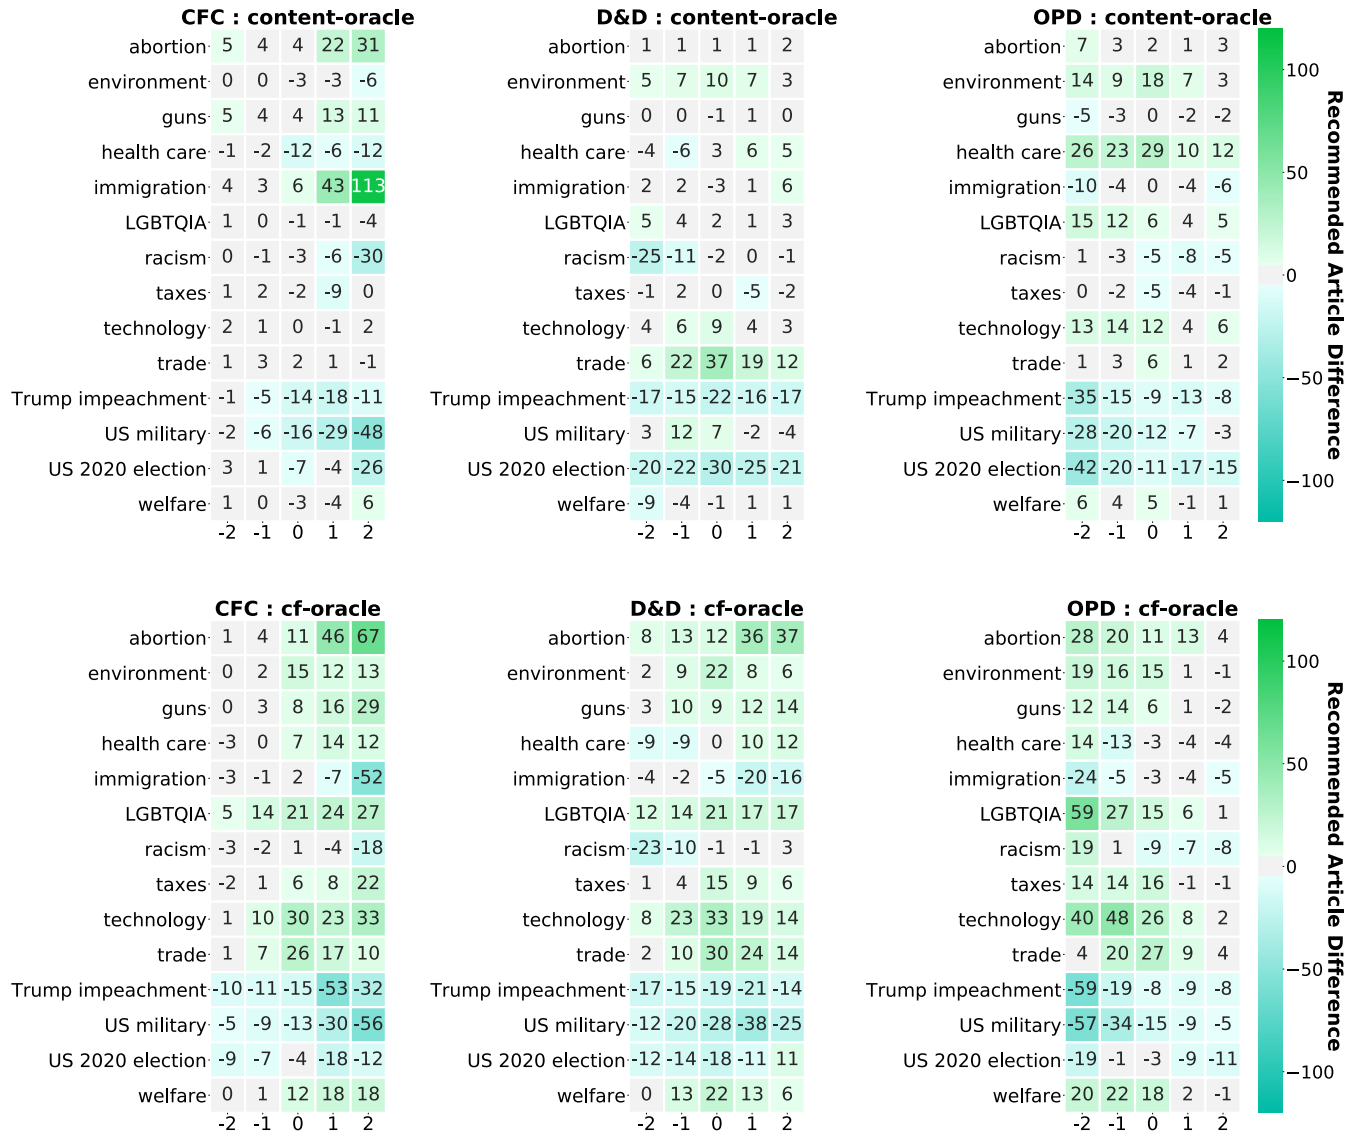 CFC : content-oracle D&D : content-oracle OPD : content-oracle
abortion 5 4 4 22 31 abortion 1 1 1 1 2 abortion 7 3 2 1 3
environment 0 0 -3 -3 -6 environment 5 7 10 7 3 environment 14 9 18 7 3
guns 5 4 4 13 11 guns 0 0 -1 1 0 guns -5 -3 0 -2 -2
health care -1 -2 -12 -6 -12 health care -4 -6 3 6 5 health care 26 23 29 10 12
immigration 4 3 6 43 113 immigration 2 2 -3 1 6 immigration -10 -4 0 -4 -6
LGBTQIA 1 0 -1 -1 -4 LGBTQIA 5 4 2 1 3 LGBTQIA 15 12 6 4 5
racism 0 -1 -3 -6 -30 racism -25 -11 -2 0 -1 racism 1 -3 -5 -8 -5
taxes 1 2 -2 -9 0 taxes -1 2 0 -5 -2 taxes 0 -2 -5 -4 -1
technology 2 1 0 -1 2 technology 4 6 9 4 3 technology 13 14 12 4 6
trade 1 3 2 1 -1 trade 6 22 37 19 12 trade 1 3 6 1 2
Trump impeachment -1 -5 -14 -18 -11 Trump impeachment -17 -15 -22 -16 -17 Trump impeachment -35 -15 -9 -13 -8
US military -2 -6 -16 -29 -48 US military 3 12 7 -2 -4 US military -28 -20 -12 -7 -3
US 2020 election 3 1 -7 -4 -26 US 2020 election -20 -22 -30 -25 -21 US 2020 election -42 -20 -11 -17 -15
welfare 1 0 -3 -4 6 welfare -9 -4 -1 1 1 welfare 6 4 5 -1 1
-2 -1 0 1 2 -2 -1 0 1 2 -2 -1 0 1 2
100
50
0
−50
−100
Recommended Article Difference
CFC : cf-oracle D&D : cf-oracle OPD : cf-oracle
abortion 1 4 11 46 67 abortion 8 13 12 36 37 abortion 28 20 11 13 4
environment 0 2 15 12 13 environment 2 9 22 8 6 environment 19 16 15 1 -1
guns 0 3 8 16 29 guns 3 10 9 12 14 guns 12 14 6 1 -2
health care -3 0 7 14 12 health care -9 -9 0 10 12 health care 14 -13 -3 -4 -4
immigration -3 -1 2 -7 -52 immigration -4 -2 -5 -20 -16 immigration -24 -5 -3 -4 -5
LGBTQIA 5 14 21 24 27 LGBTQIA 12 14 21 17 17 LGBTQIA 59 27 15 6 1
racism -3 -2 1 -4 -18 racism -23 -10 -1 -1 3 racism 19 1 -9 -7 -8
taxes -2 1 6 8 22 taxes 1 4 15 9 6 taxes 14 14 16 -1 -1
technology 1 10 30 23 33 technology 8 23 33 19 14 technology 40 48 26 8 2
trade 1 7 26 17 10 trade 2 10 30 24 14 trade 4 20 27 9 4
Trump impeachment -10 -11 -15 -53 -32 Trump impeachment -17 -15 -19 -21 -14 Trump impeachment -59 -19 -8 -9 -8
US military -5 -9 -13 -30 -56 US military -12 -20 -28 -38 -25 US military -57 -34 -15 -9 -5
US 2020 election -9 -7 -4 -18 -12 US 2020 election -12 -14 -18 -11 11 US 2020 election -19 -1 -3 -9 -11
welfare 0 1 12 18 18 welfare 0 13 22 13 6 welfare 20 22 18 2 -1
-2 -1 0 1 2 -2 -1 0 1 2 -2 -1 0 1 2
100
50
0
−50
−100
Recommended Article Difference